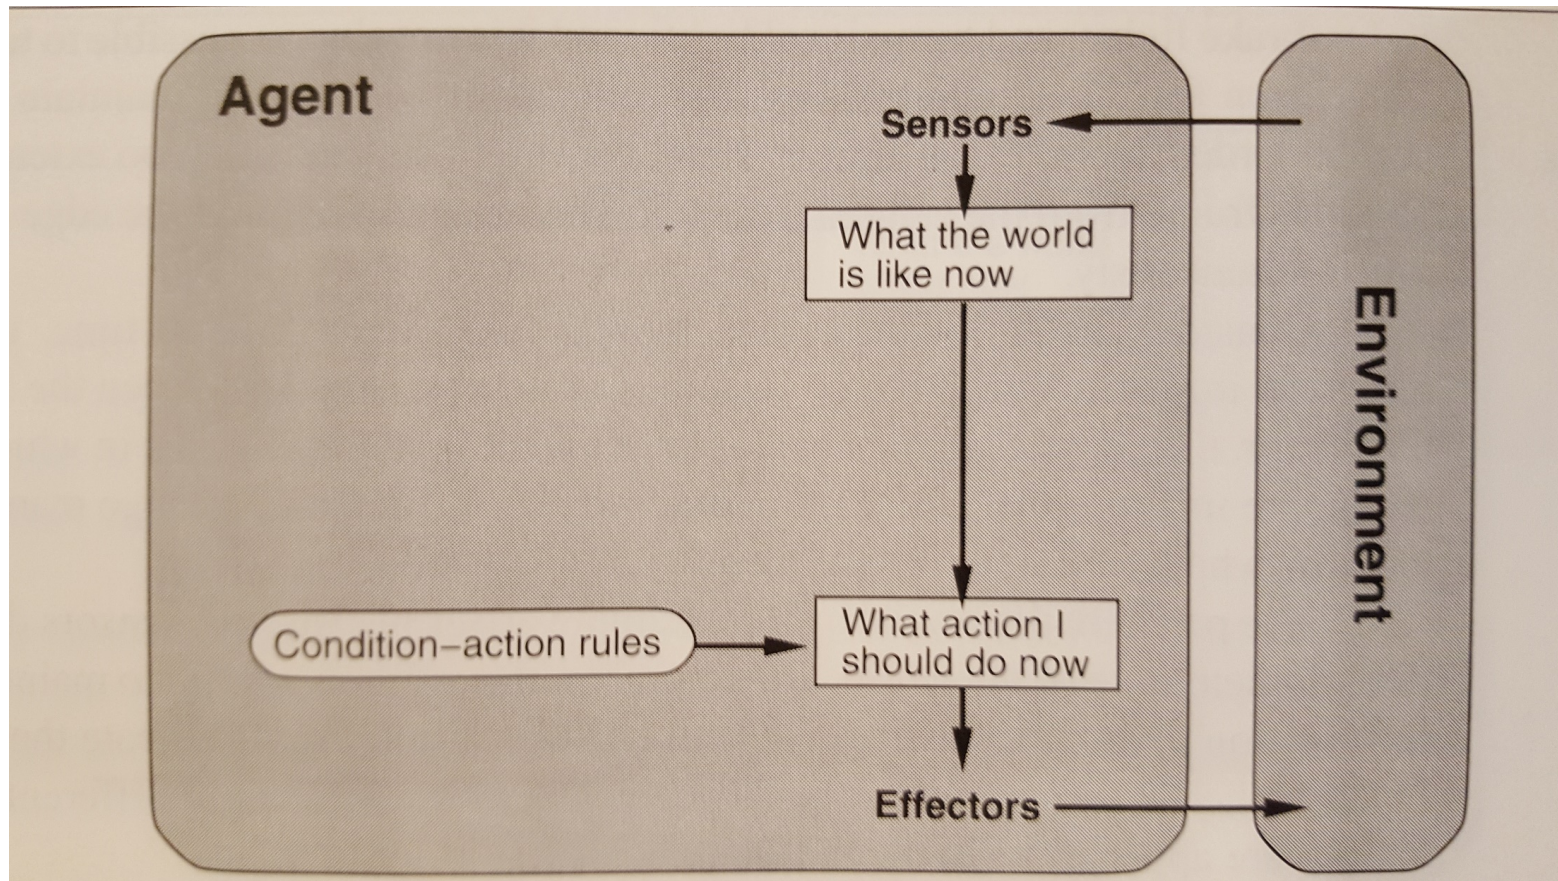 Agent
Sensors
What the world
is like now
Environment
Condition–action rules
What action I
should do now
Effectors